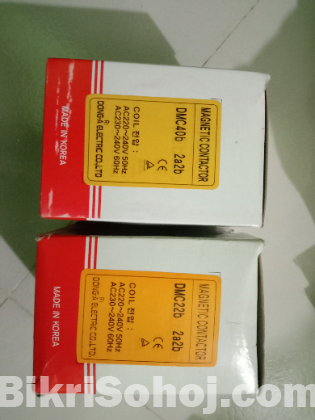 MAGNETIC CONTACTOR
DMC40b 2a2b
CE
COIL 전압 :
AC220~240V 50Hz
AC230~240V 60Hz
DONG-A ELECTRIC CO.,LTD.
MADE IN KOREA
MAGNETIC CONTACTOR
DMC22b 2a2b
CE
COIL 전압 :
AC220~240V 50Hz
AC230~240V 60Hz
DONG-A ELECTRIC CO.,LTD.
MADE IN KOREA
BikriSohoj.com